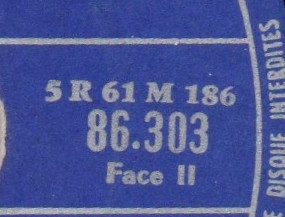 5 R 61 M 186
86.303
Face II
DISQUE INTERDITES